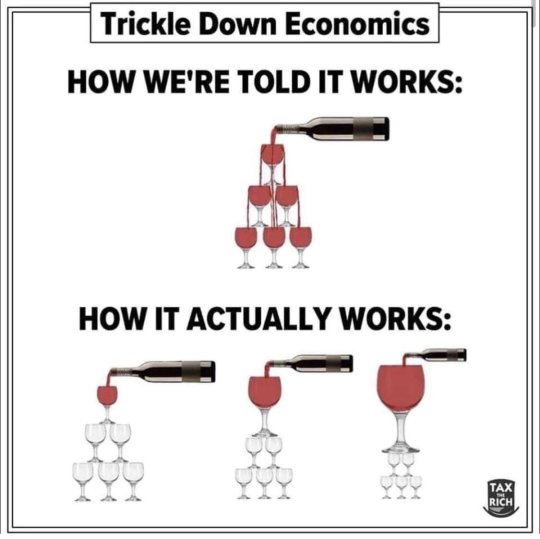 Trickle Down Economics
HOW WE'RE TOLD IT WORKS:
HOW IT ACTUALLY WORKS:
TAX
THE
RICH